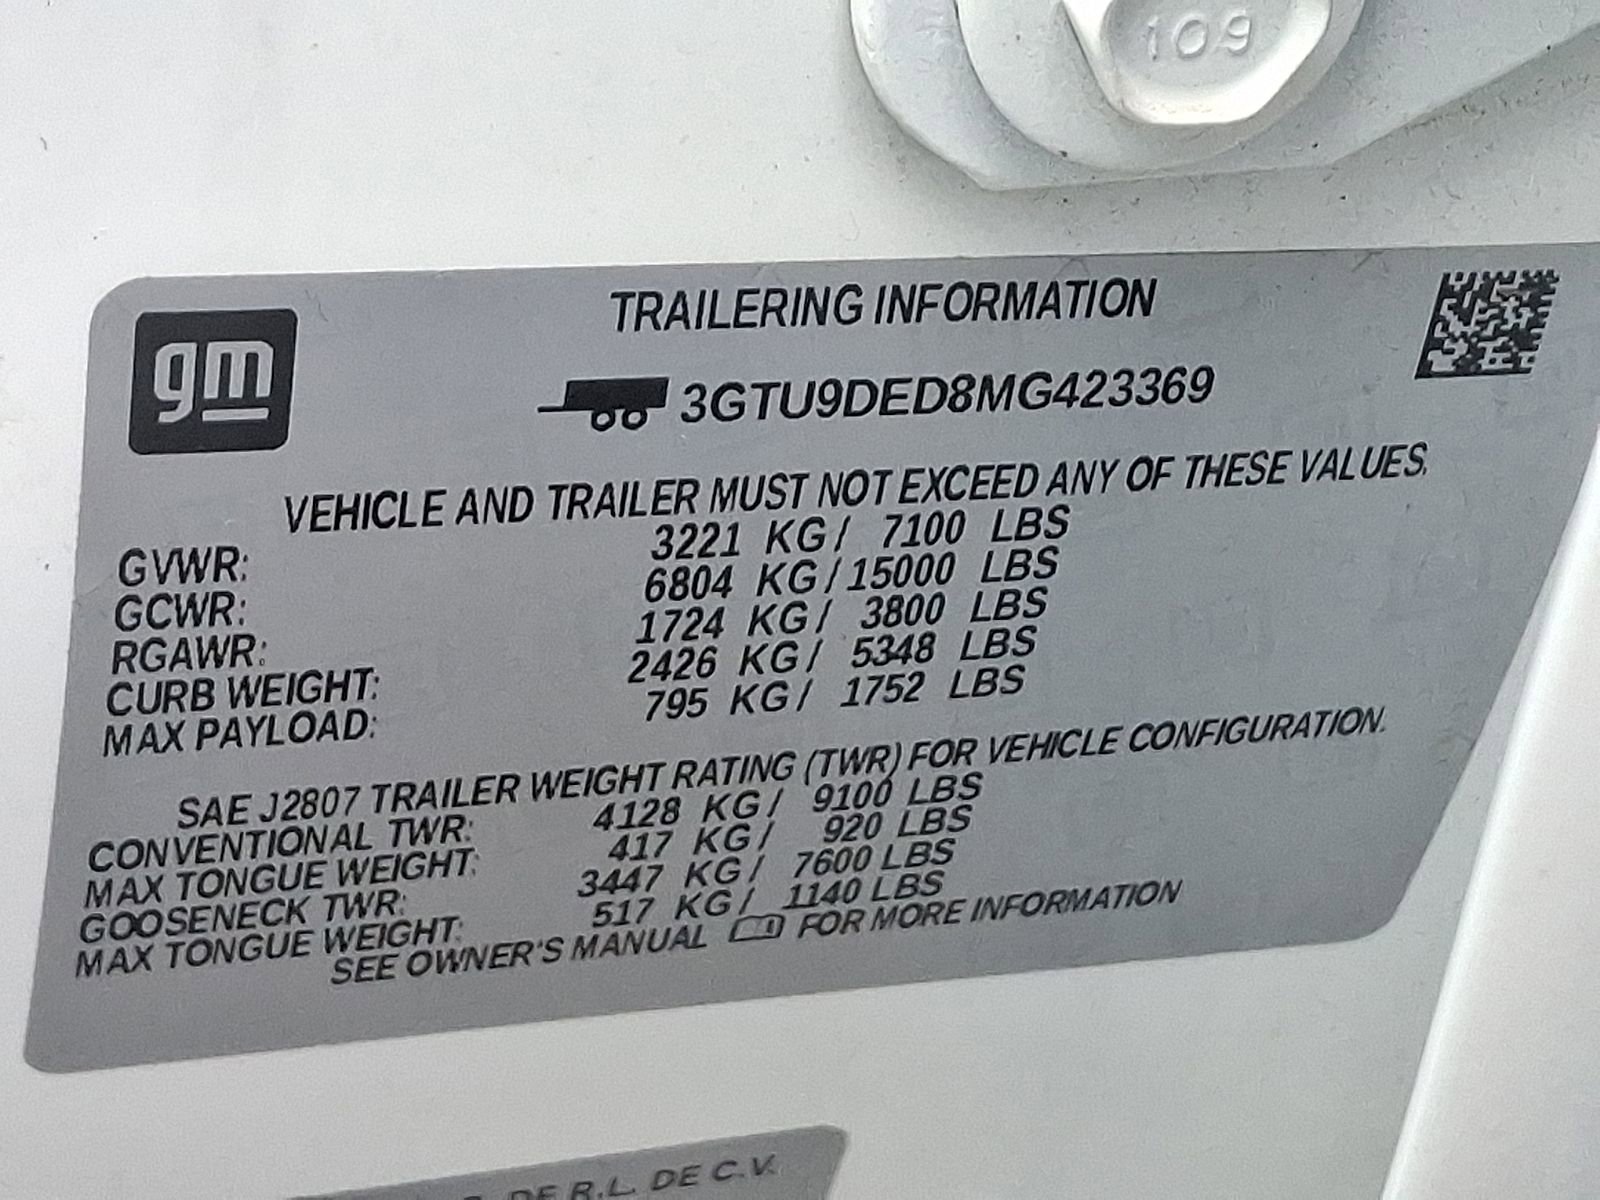 109
gm
TRAILERING INFORMATION
3GTU9DED8MG423369
VEHICLE AND TRAILER MUST NOT EXCEED ANY OF THESE VALUES.
GVWR: 3221 KG/ 7100 LBS
GCWR: 6804 KG/15000 LBS
RGAWR: 1724 KG/ 3800 LBS
CURB WEIGHT: 2426 KG/ 5348 LBS
MAX PAYLOAD: 795 KG/ 1752 LBS
SAE J2807 TRAILER WEIGHT RATING (TWR) FOR VEHICLE CONFIGURATION.
CONVENTIONAL TWR: 4128 KG/ 9100 LBS
MAX TONGUE WEIGHT: 417 KG/ 920 LBS
GOOSENECK TWR: 3447 KG/ 7600 LBS
MAX TONGUE WEIGHT: 517 KG/ 1140 LBS
SEE OWNER'S MANUAL FOR MORE INFORMATION
DE R.L. DE C.V.